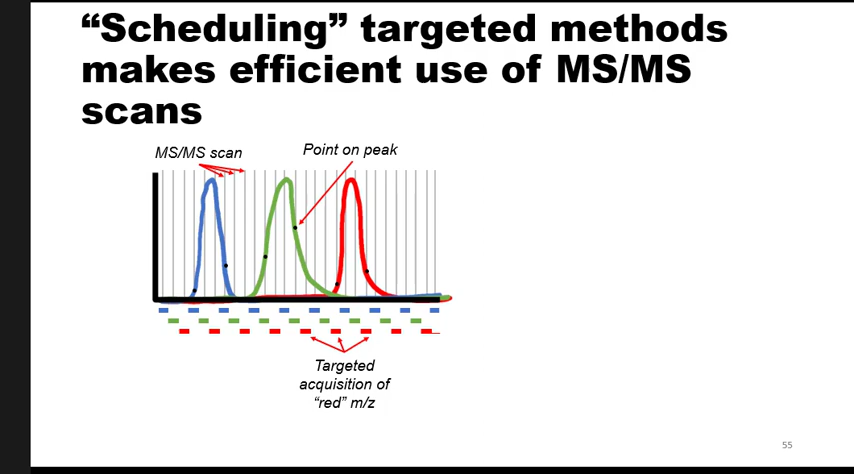 “Scheduling” targeted methods
makes efficient use of MS/MS
scans
MS/MS scan
Point on peak
Targeted
acquisition of
“red” m/z
55